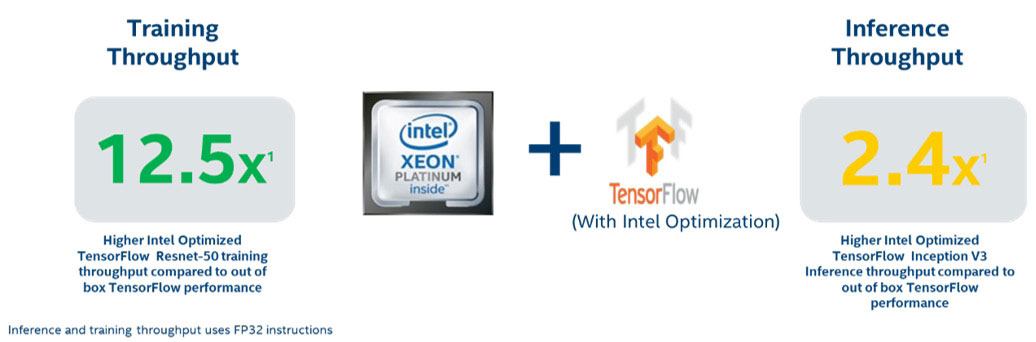 Training
Throughput
12.5x¹
Higher Intel Optimized
TensorFlow Resnet-50 training
throughput compared to out of
box TensorFlow performance
intel®
XEON®
PLATINUM
inside™
+
TensorFlow
(With Intel Optimization)
Inference
Throughput
2.4x¹
Higher Intel Optimized
TensorFlow Inception V3
Inference throughput compared to
out of box TensorFlow
performance
Inference and training throughput uses FP32 instructions